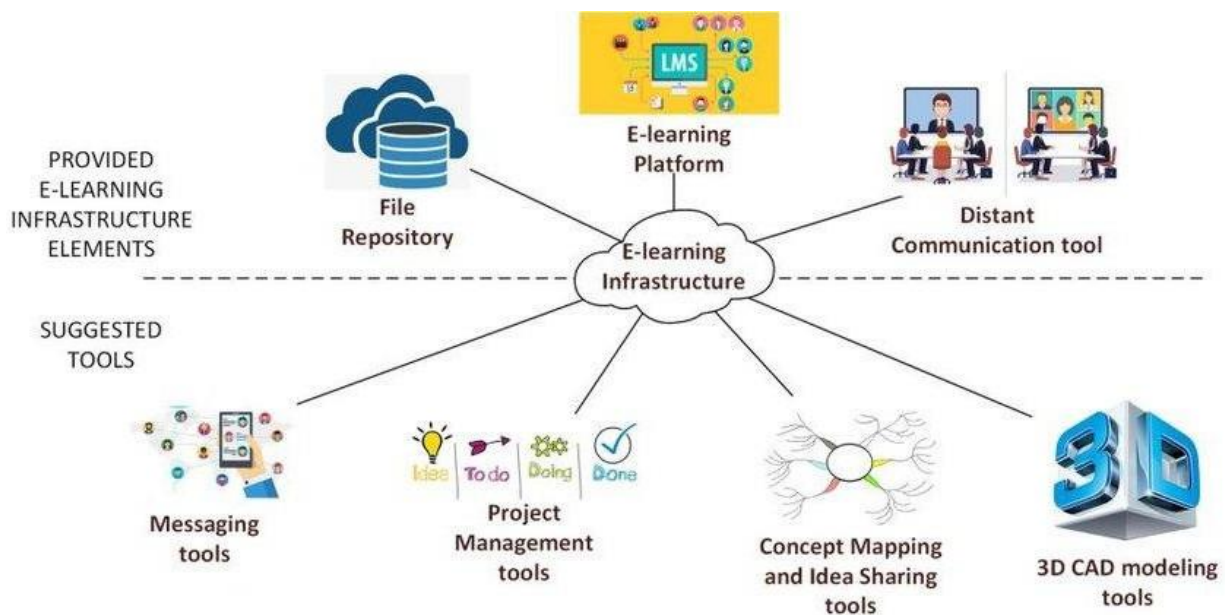 LMS
E-learning
Platform
PROVIDED
E-LEARNING
INFRASTRUCTURE
ELEMENTS
File
Repository
Distant
Communication tool
E-learning
Infrastructure
SUGGESTED
TOOLS
Messaging
tools
Idea
To do
Doing
Done
Project
Management
tools
Concept Mapping
and Idea Sharing
tools
3D
3D CAD modeling
tools